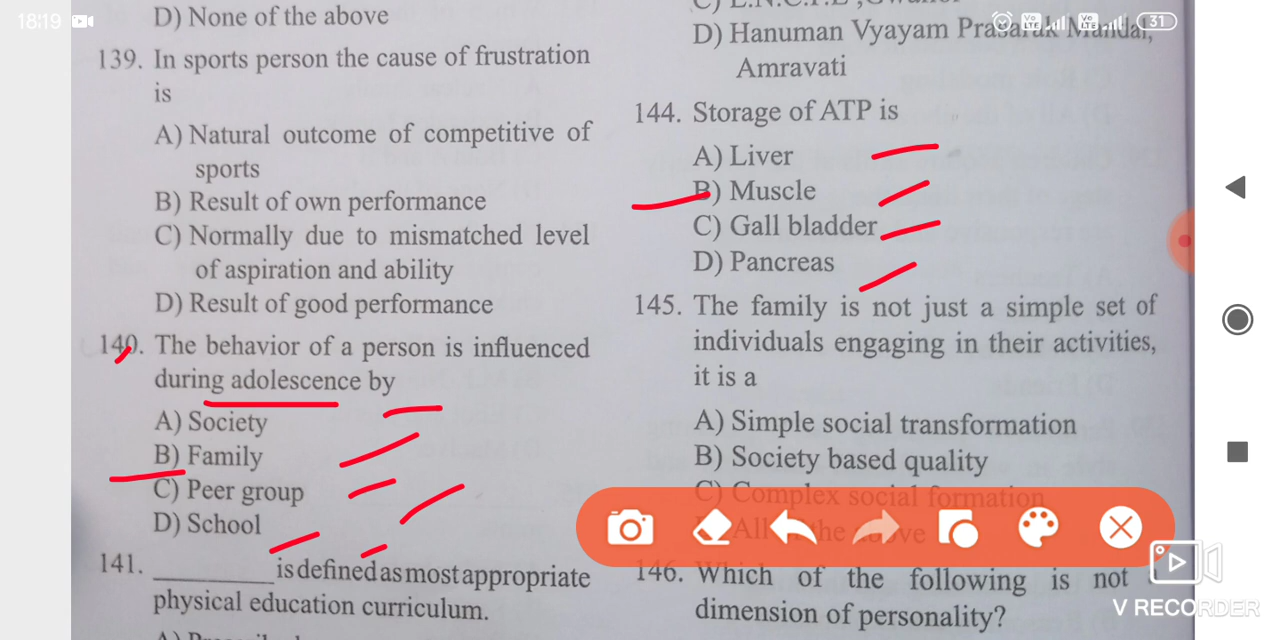 18:19
31
D) None of the above
139. In sports person the cause of frustration
is
A) Natural outcome of competitive of
sports
B) Result of own performance
C) Normally due to mismatched level
of aspiration and ability
D) Result of good performance
140. The behavior of a person is influenced
during adolescence by
A) Society
B) Family
C) Peer group
D) School
141. ________ is defined as most appropriate
physical education curriculum.
D) Hanuman Vyayam Prasarak Mandal,
Amravati
144. Storage of ATP is
A) Liver
B) Muscle
C) Gall bladder
D) Pancreas
145. The family is not just a simple set of
individuals engaging in their activities,
it is a
A) Simple social transformation
B) Society based quality
C) Complex social formation
All the above
146. Which of the following is not
dimension of personality?
V RECORDER